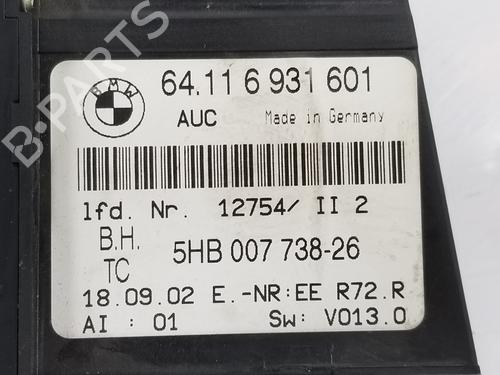 BMW
64.11 6 931 601
AUC Made in Germany
lfd. Nr. 12754/ II 2
B.H. 5HB 007 738-26
TC
18.09.02 E.-NR:EE R72.R
AI : 01 Sw: V013.0